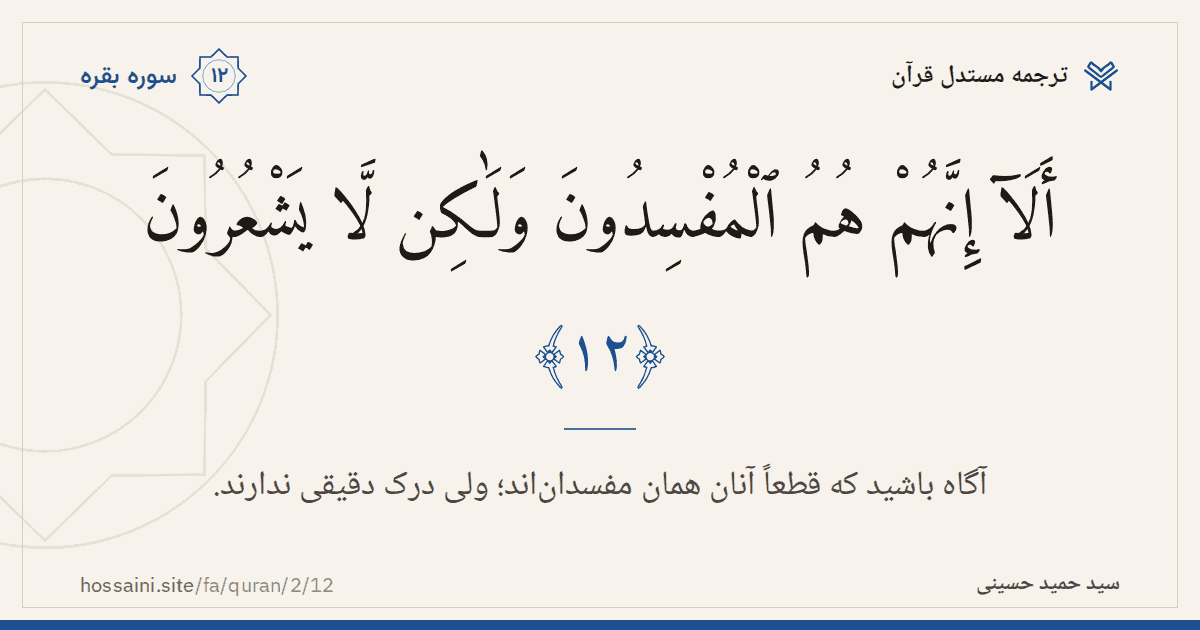 ترجمه مستدل قرآن
۱۲ سوره بقره
أَلَآ إِنَّهُمْ هُمُ ٱلْمُفْسِدُونَ وَلَٰكِن لَّا يَشْعُرُونَ
﴿۱۲﴾
آگاه باشید که قطعاً آنان همان مفسدان‌اند؛ ولی درک دقیقی ندارند.
سید حمید حسینی
hossaini.site/fa/quran/2/12